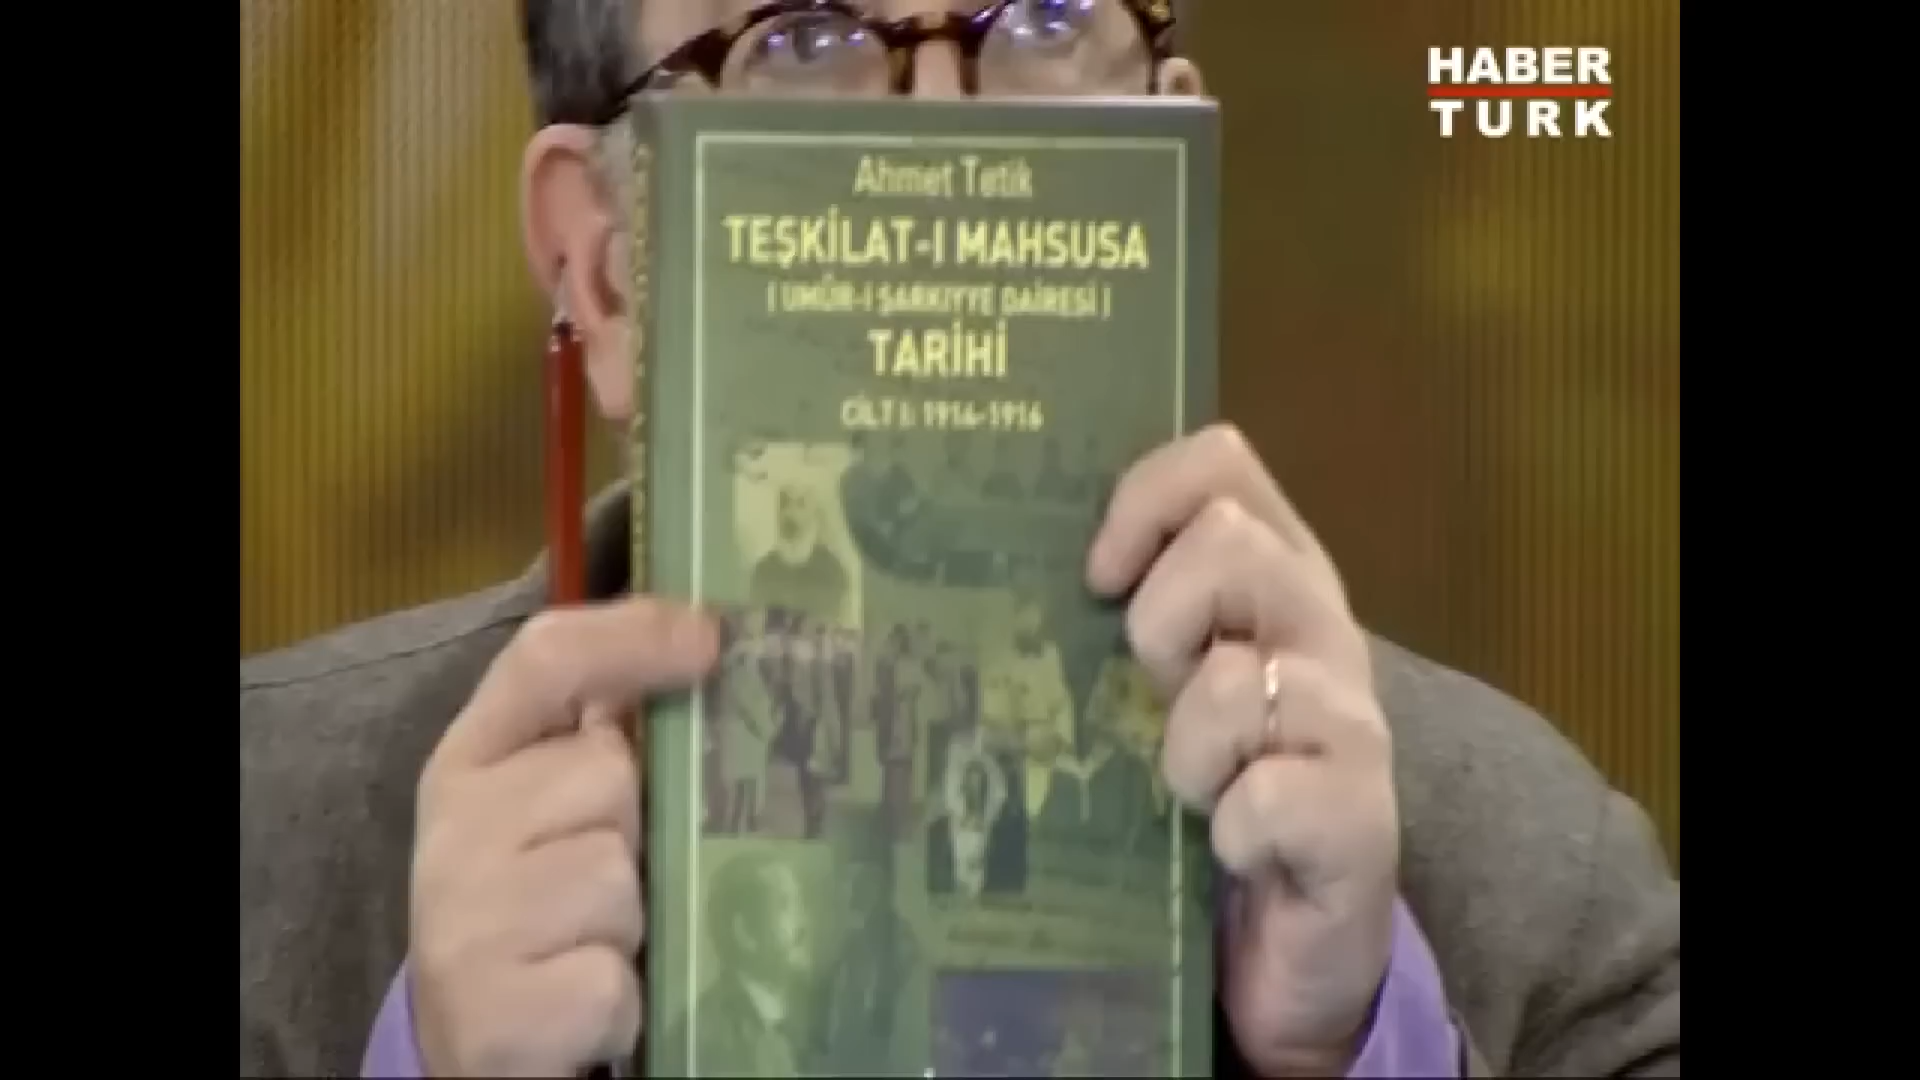 HABER
TURK
Ahmet Tetik
TEŞKİLAT-I MAHSUSA
(UMÛR-I ŞARKIYYE DAİRESİ)
TARİHİ
CİLT I: 1914-1916